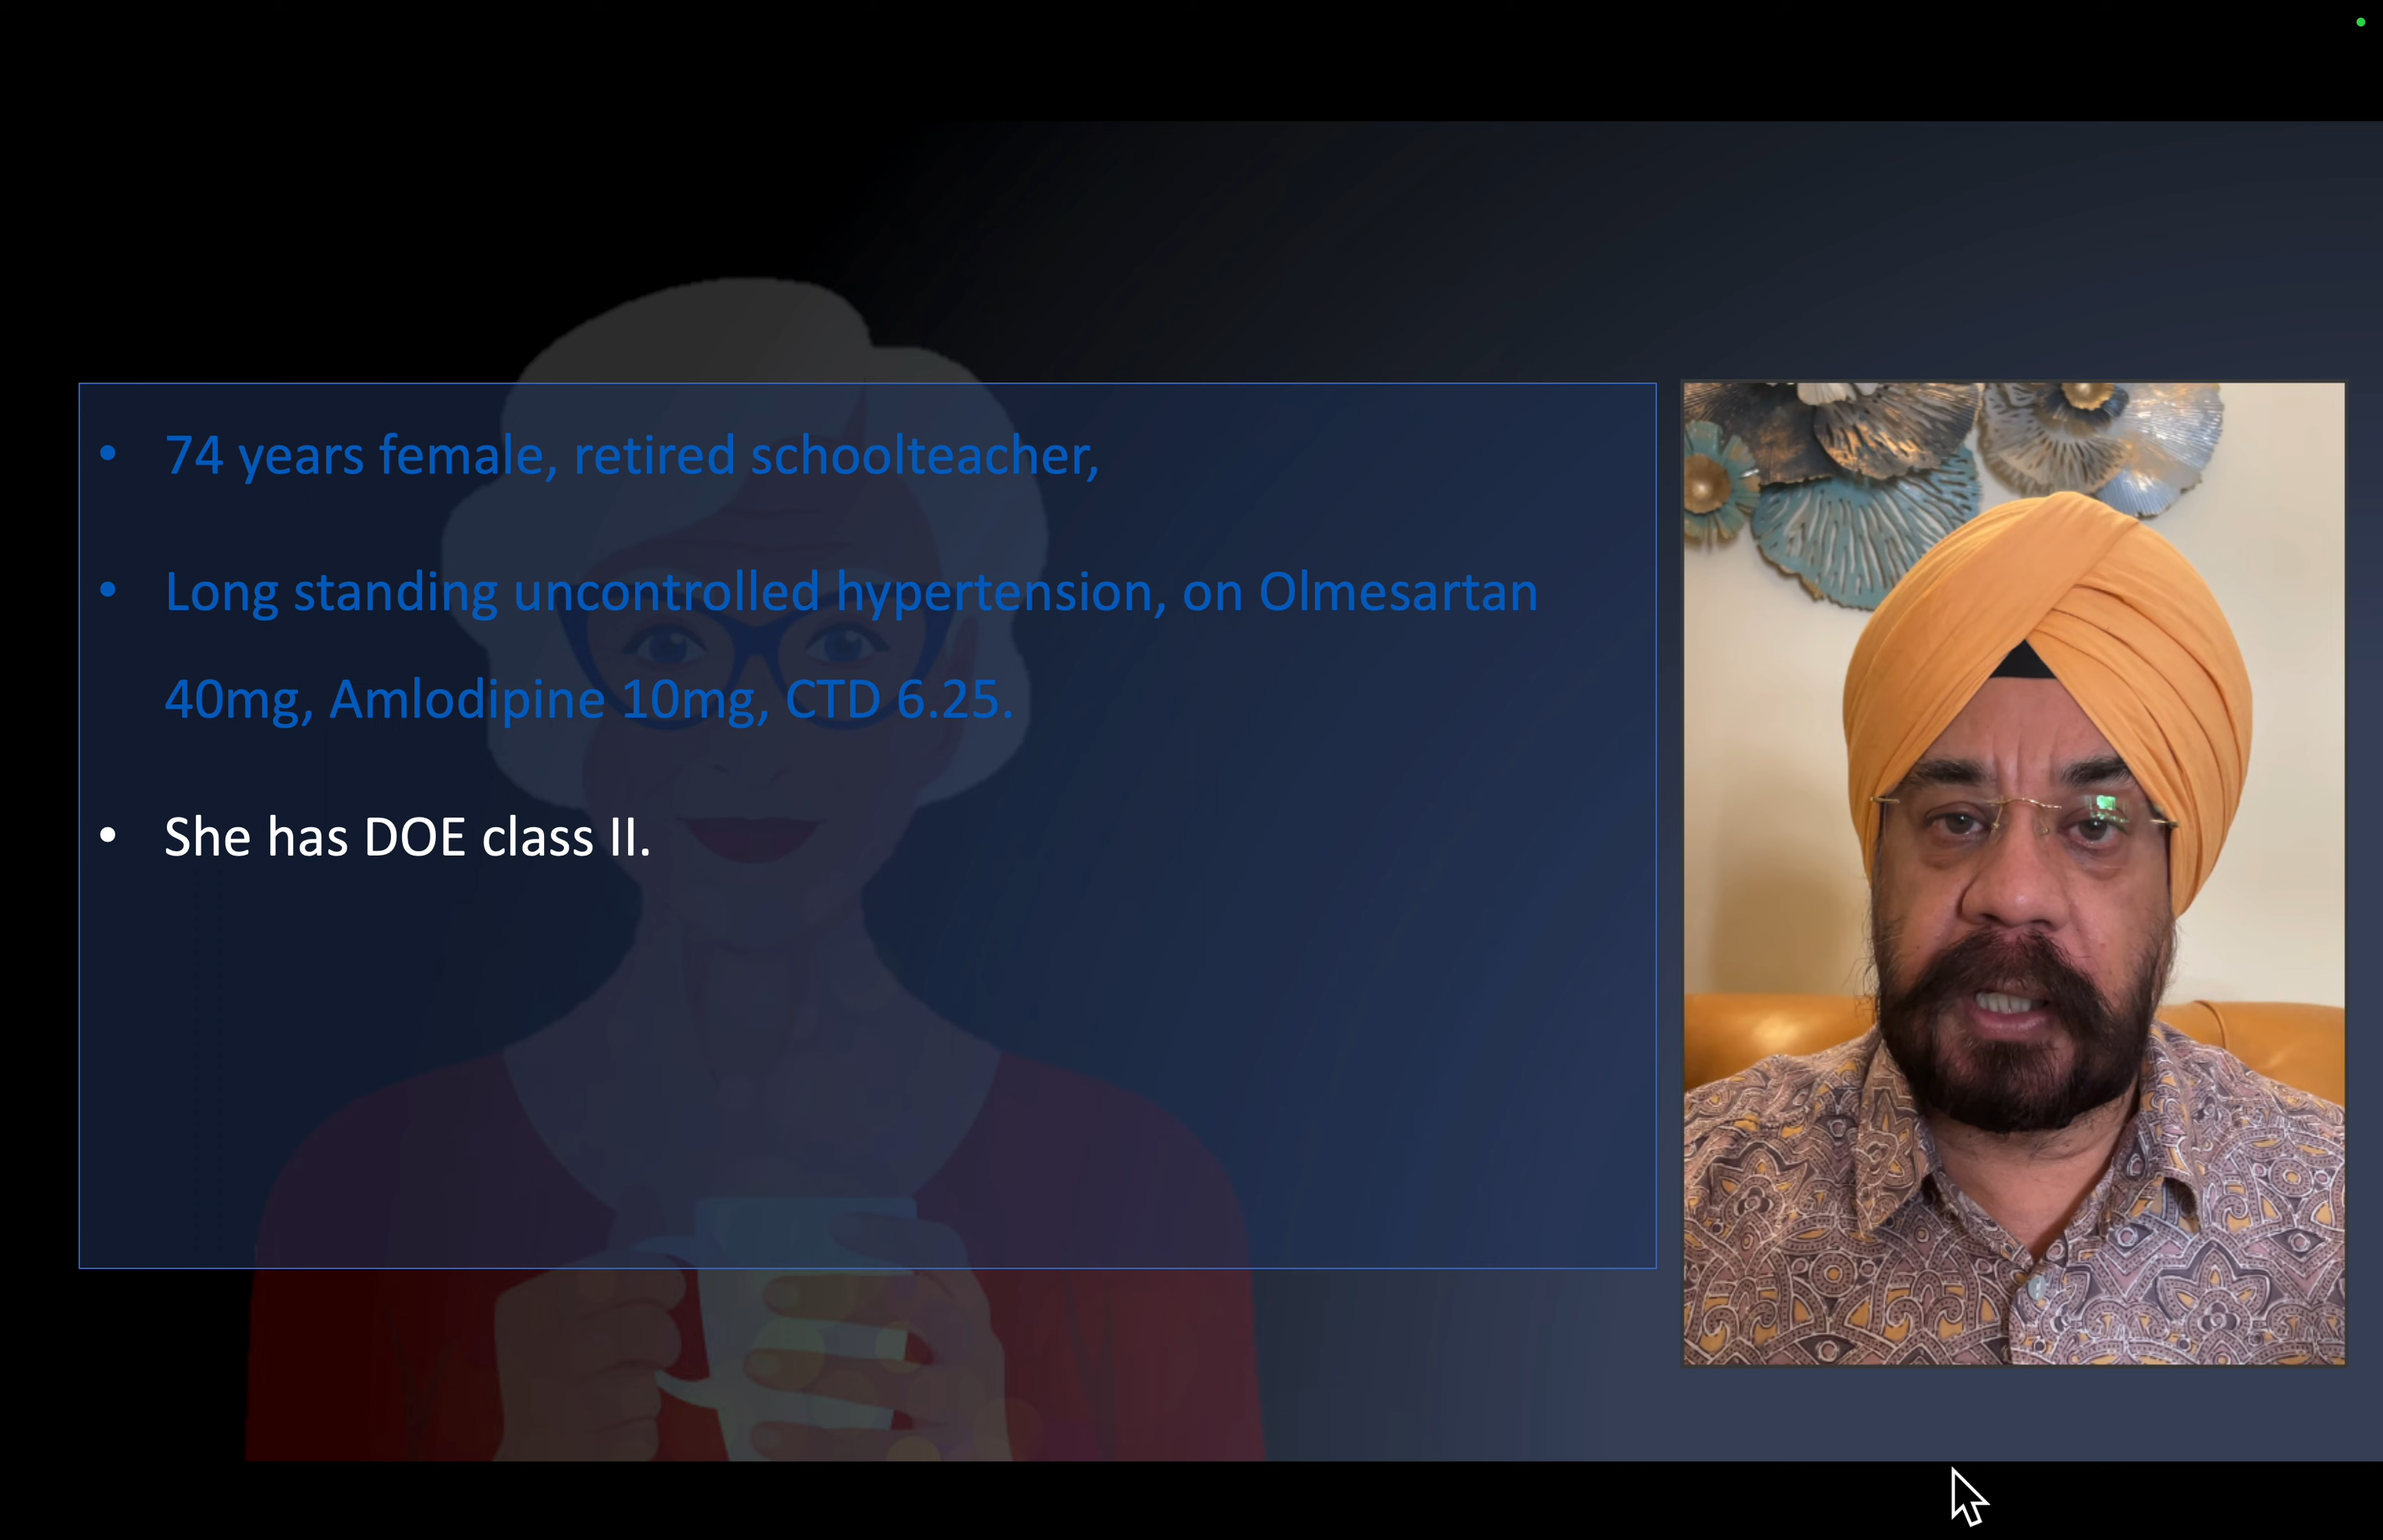 • 74 years female, retired schoolteacher,
• Long standing uncontrolled hypertension, on Olmesartan
40mg, Amlodipine 10mg, CTD 6.25.
• She has DOE class II.